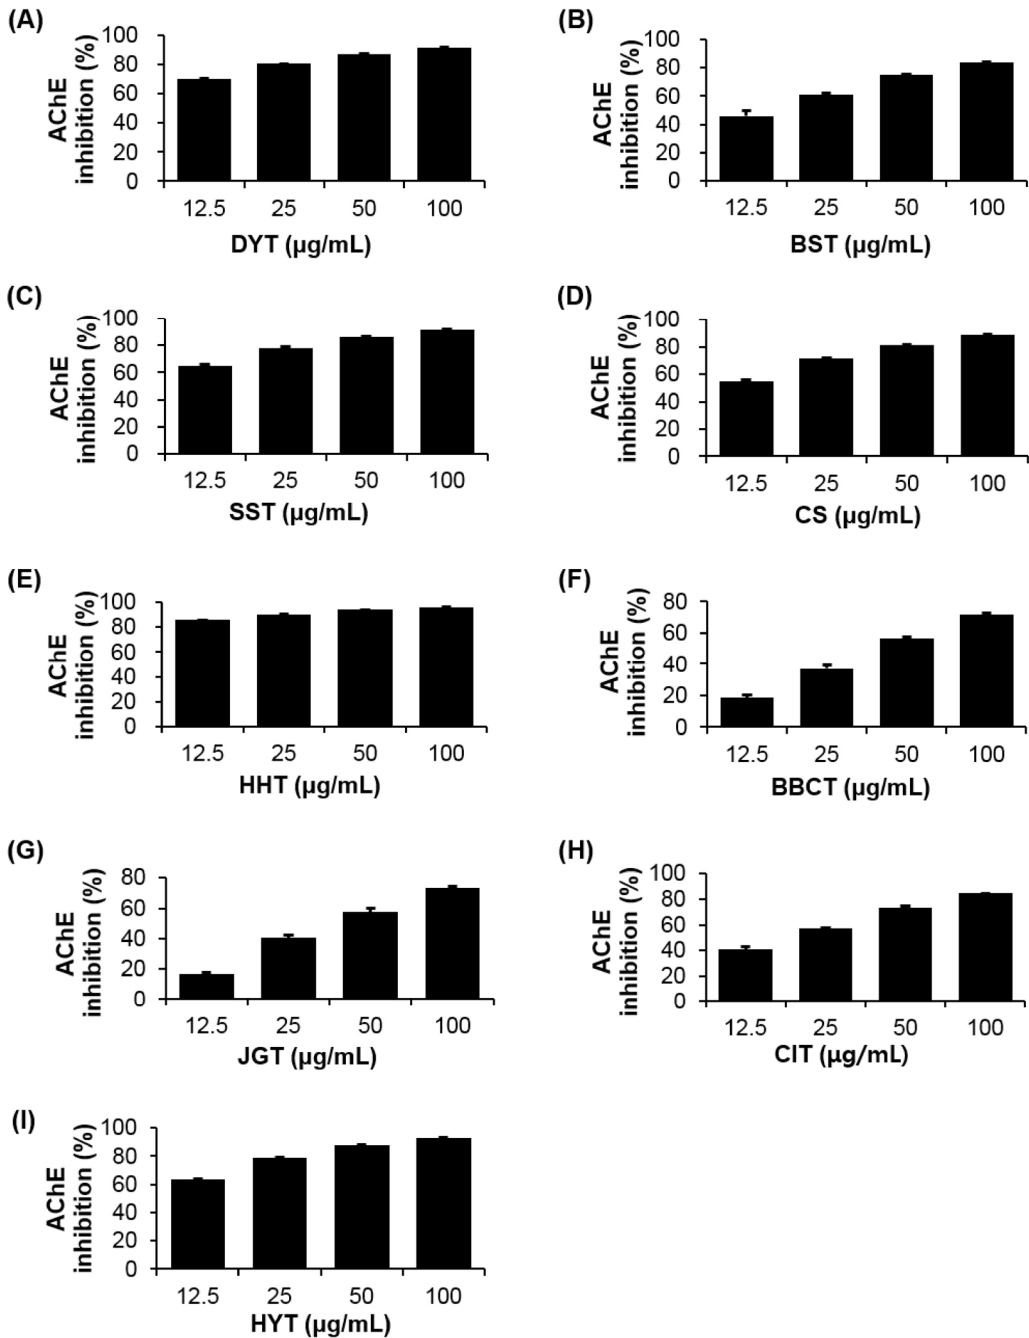 (A)
AChE
inhibition (%)
100
80
60
40
20
0
12.5 25 50 100
DYT (µg/mL)
(B)
AChE
inhibition (%)
100
80
60
40
20
0
12.5 25 50 100
BST (µg/mL)
(C)
AChE
inhibition (%)
100
80
60
40
20
0
12.5 25 50 100
SST (µg/mL)
(D)
AChE
inhibition (%)
100
80
60
40
20
0
12.5 25 50 100
CS (µg/mL)
(E)
AChE
inhibition (%)
100
80
60
40
20
0
12.5 25 50 100
HHT (µg/mL)
(F)
AChE
inhibition (%)
80
60
40
20
0
12.5 25 50 100
BBCT (µg/mL)
(G)
AChE
inhibition (%)
80
60
40
20
0
12.5 25 50 100
JGT (µg/mL)
(H)
AChE
inhibition (%)
100
80
60
40
20
0
12.5 25 50 100
CIT (µg/mL)
(I)
AChE
inhibition (%)
100
80
60
40
20
0
12.5 25 50 100
HYT (µg/mL)